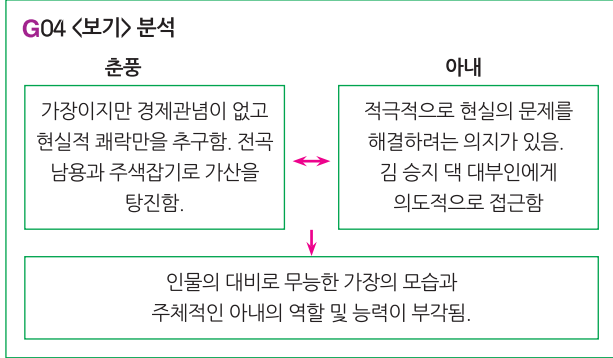 G04 <보기> 분석
춘풍
가장이지만 경제관념이 없고
현실적 쾌락만을 추구함. 전곡
남용과 주색잡기로 가산을
탕진함.
아내
적극적으로 현실의 문제를
해결하려는 의지가 있음.
김 승지 댁 대부인에게
의도적으로 접근함
인물의 대비로 무능한 가장의 모습과
주체적인 아내의 역할 및 능력이 부각됨.